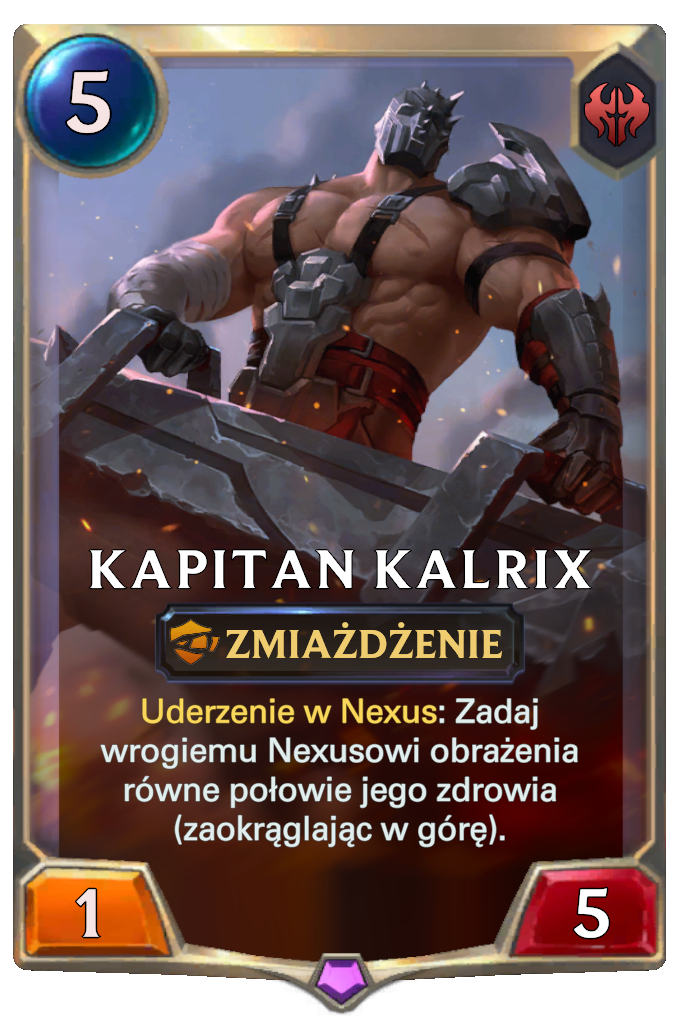 5
KAPITAN KALRIX
ZMIAŻDŻENIE
Uderzenie w Nexus: Zadaj
wrogiemu Nexusowi obrażenia
równe połowie jego zdrowia
(zaokrąglając w górę).
1
5